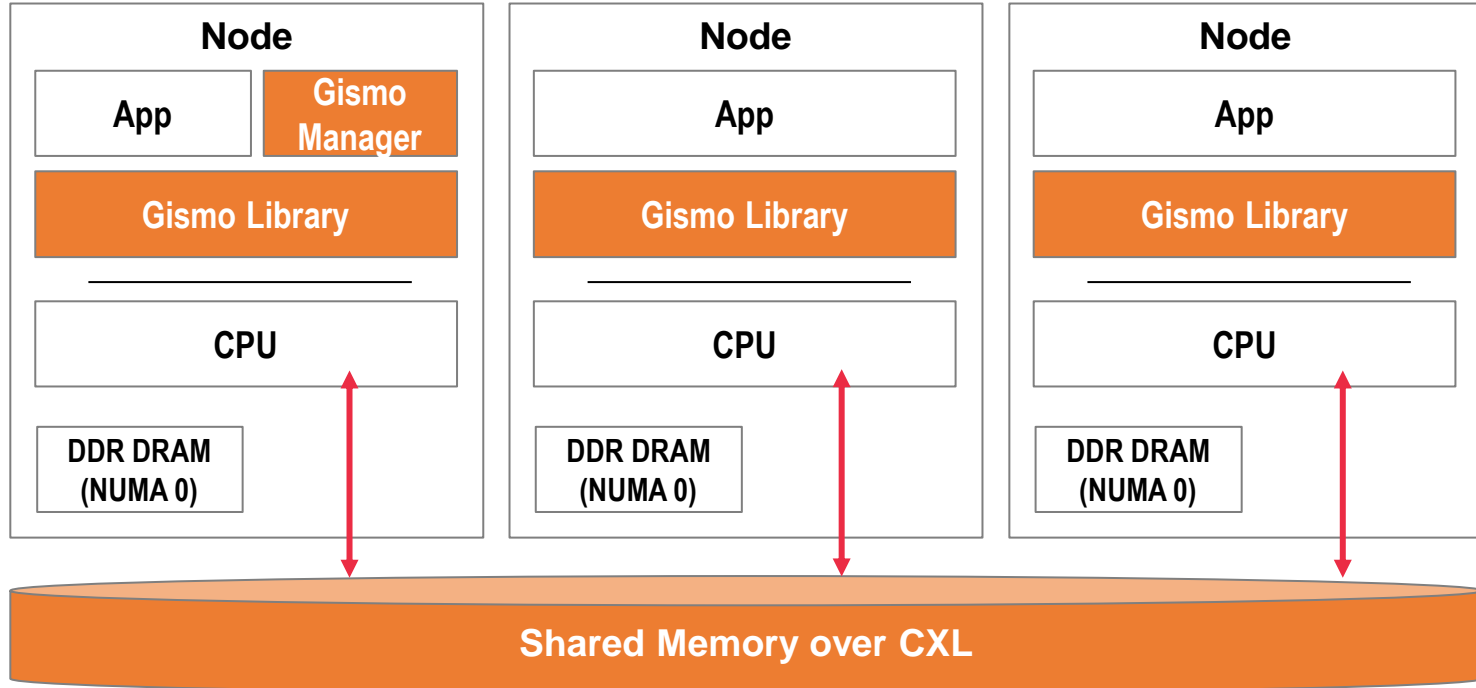 Node
App
Gismo
Manager
Gismo Library
CPU
DDR DRAM
(NUMA 0)
Node
App
Gismo Library
CPU
DDR DRAM
(NUMA 0)
Node
App
Gismo Library
CPU
DDR DRAM
(NUMA 0)
Shared Memory over CXL